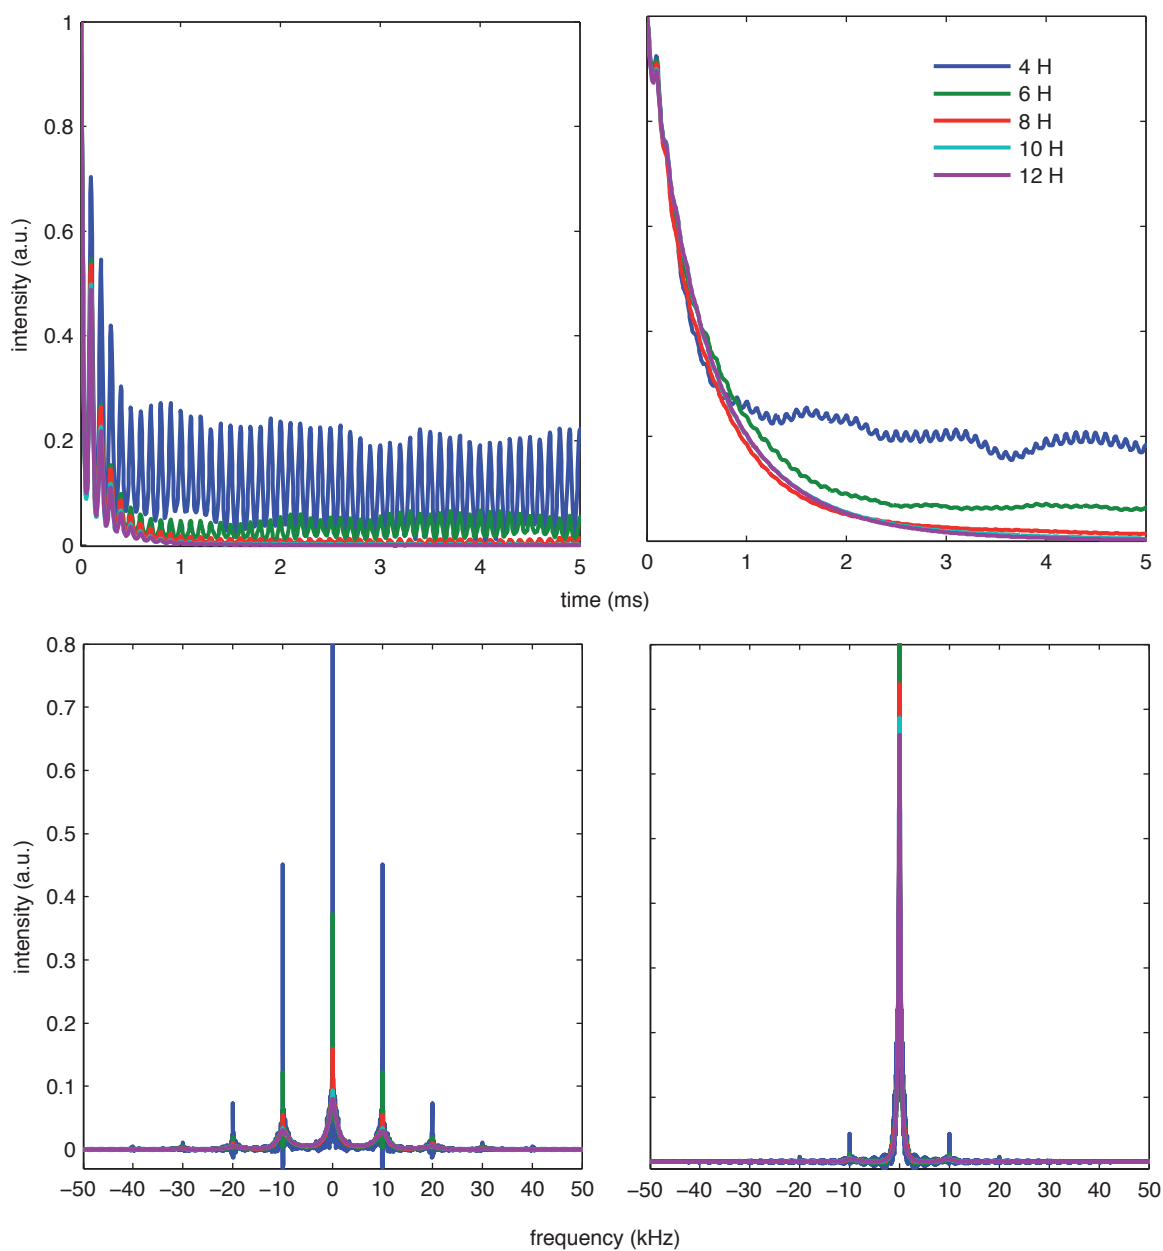 1
0.8
0.6
0.4
0.2
0
intensity (a.u.)
0 1 2 3 4 5
4 H
6 H
8 H
10 H
12 H
0 1 2 3 4 5
time (ms)
0.8
0.7
0.6
0.5
0.4
0.3
0.2
0.1
0
intensity (a.u.)
−50 −40 −30 −20 −10 0 10 20 30 40 50
−50 −40 −30 −20 −10 0 10 20 30 40 50
frequency (kHz)